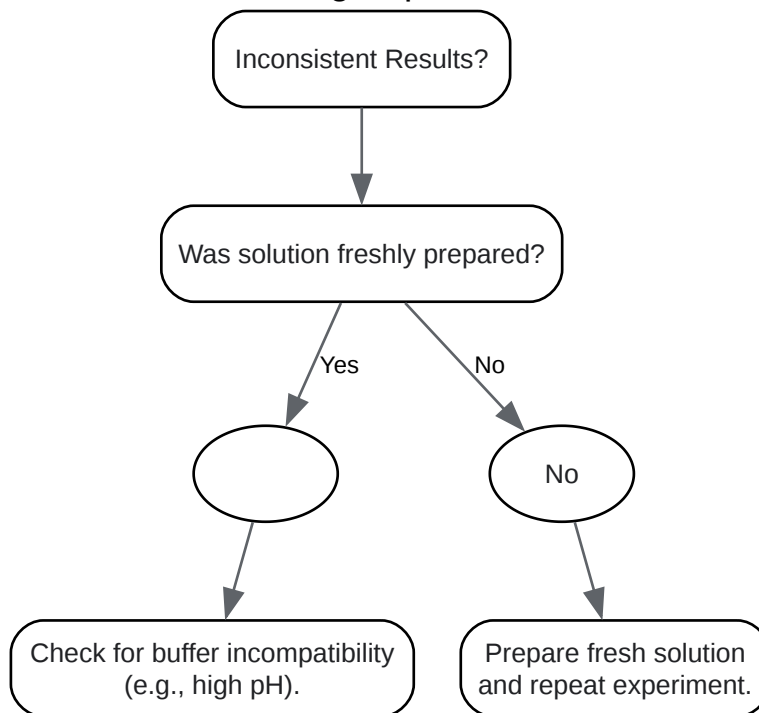 Inconsistent Results?
Was solution freshly prepared?
Yes
No
No
Check for buffer incompatibility
(e.g., high pH).
Prepare fresh solution
and repeat experiment.